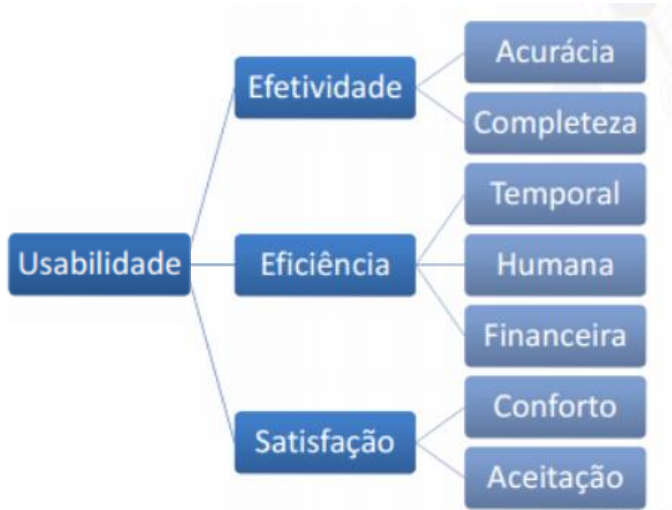 Usabilidade
Efetividade
Acurácia
Completeza
Eficiência
Temporal
Humana
Financeira
Satisfação
Conforto
Aceitação